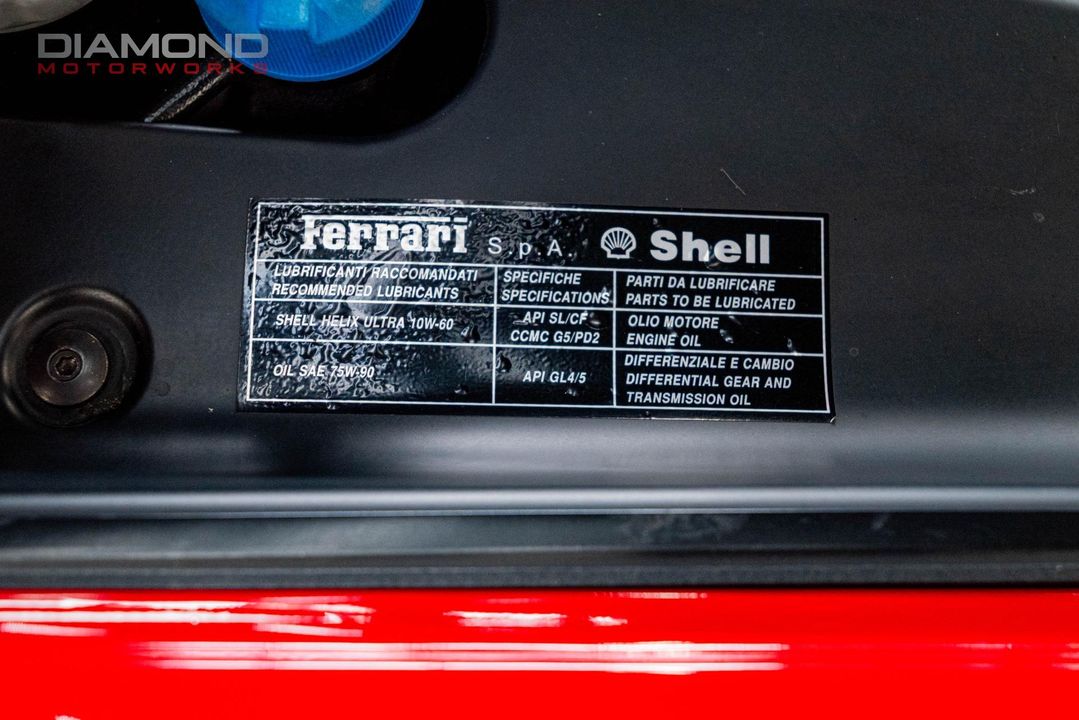 DIAMOND
MOTORWORKS
Ferrari S.p.A. Shell
LUBRIFICANTI RACCOMANDATI
RECOMMENDED LUBRICANTS
SPECIFICHE
SPECIFICATIONS
PARTI DA LUBRIFICARE
PARTS TO BE LUBRICATED
SHELL HELIX ULTRA 10W-60
API SL/CF
CCMC G5/PD2
OLIO MOTORE
ENGINE OIL
OIL SAE 75W-90
API GL4/5
DIFFERENZIALE E CAMBIO
DIFFERENTIAL GEAR AND
TRANSMISSION OIL